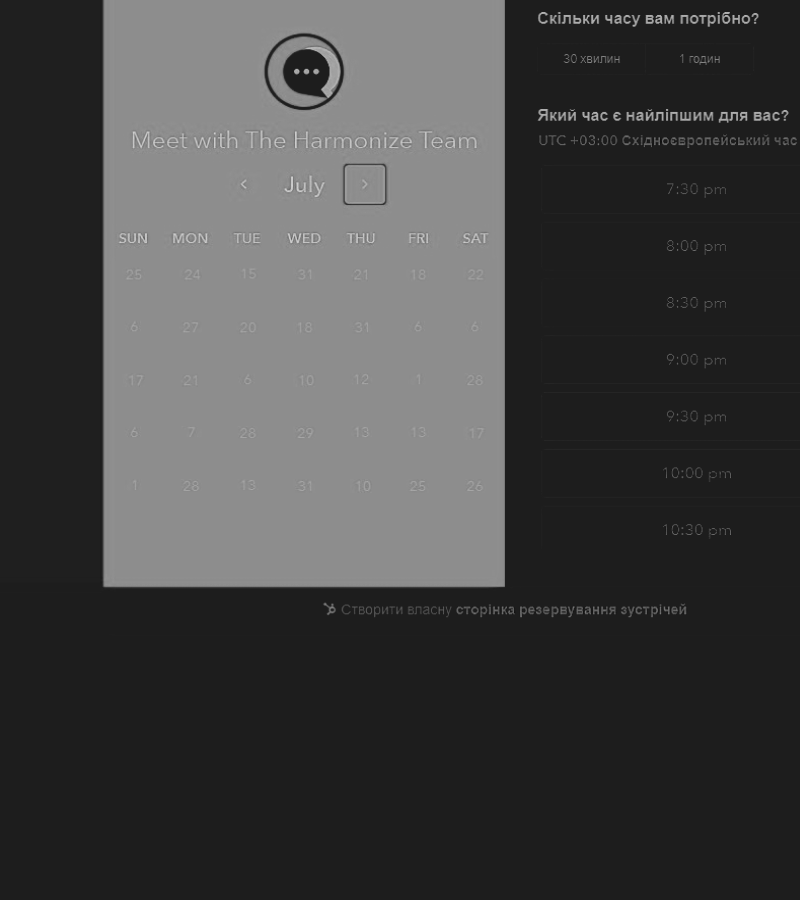 Meet with The Harmonize Team
July
SUN MON TUE WED THU FRI SAT
25 24 15 31 21 18 22
6 27 20 18 31 6 6
17 21 6 10 12 1 28
6 7 28 29 13 13 17
1 28 13 31 10 25 26
Скільки часу вам потрібно?
30 хвилин 1 годин
Який час є найліпшим для вас?
UTC +03:00 Східноєвропейський час
7:30 pm
8:00 pm
8:30 pm
9:00 pm
9:30 pm
10:00 pm
10:30 pm
Створити власну сторінка резервування зустрічей